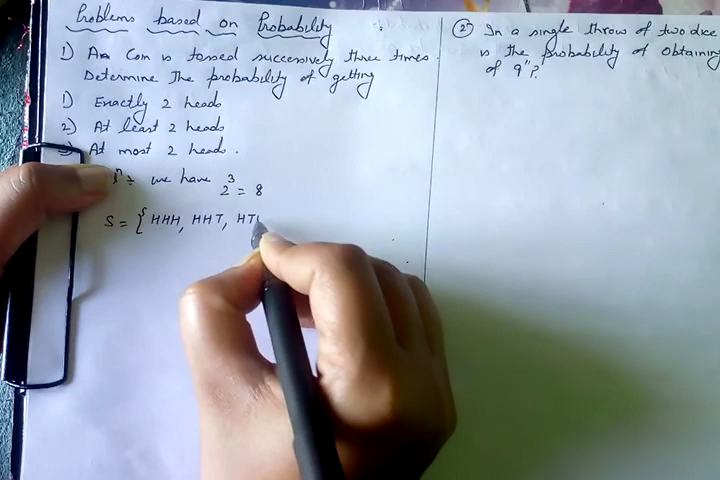 Problems based on Probability
1) A Coin is tossed successively three times.
Determine The probability of getting
1) Exactly 2 heads
2) At least 2 heads
3) At most 2 heads.
we have 2³ = 8
S = { HHH, HHT, HT
2) In a single throw of two dice
is the probability of obtaining
of 9"?